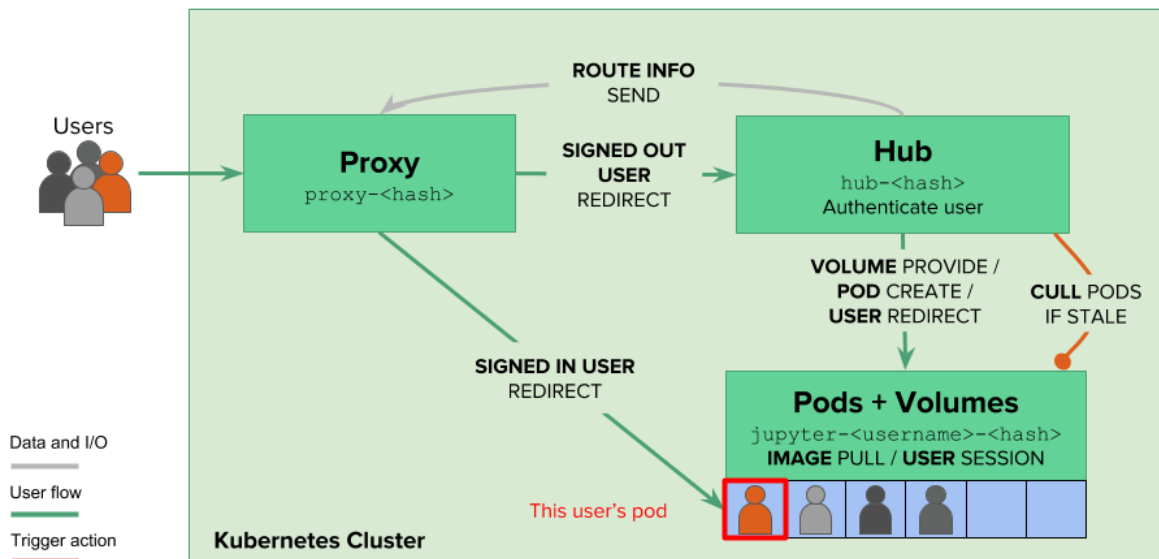 ROUTE INFO
SEND
Users
Proxy
proxy-<hash>
SIGNED OUT
USER
REDIRECT
Hub
hub-<hash>
Authenticate user
VOLUME PROVIDE /
POD CREATE /
USER REDIRECT
CULL PODS
IF STALE
SIGNED IN USER
REDIRECT
Pods + Volumes
jupyter-<username>-<hash>
IMAGE PULL / USER SESSION
This user's pod
Data and I/O
User flow
Trigger action
Kubernetes Cluster